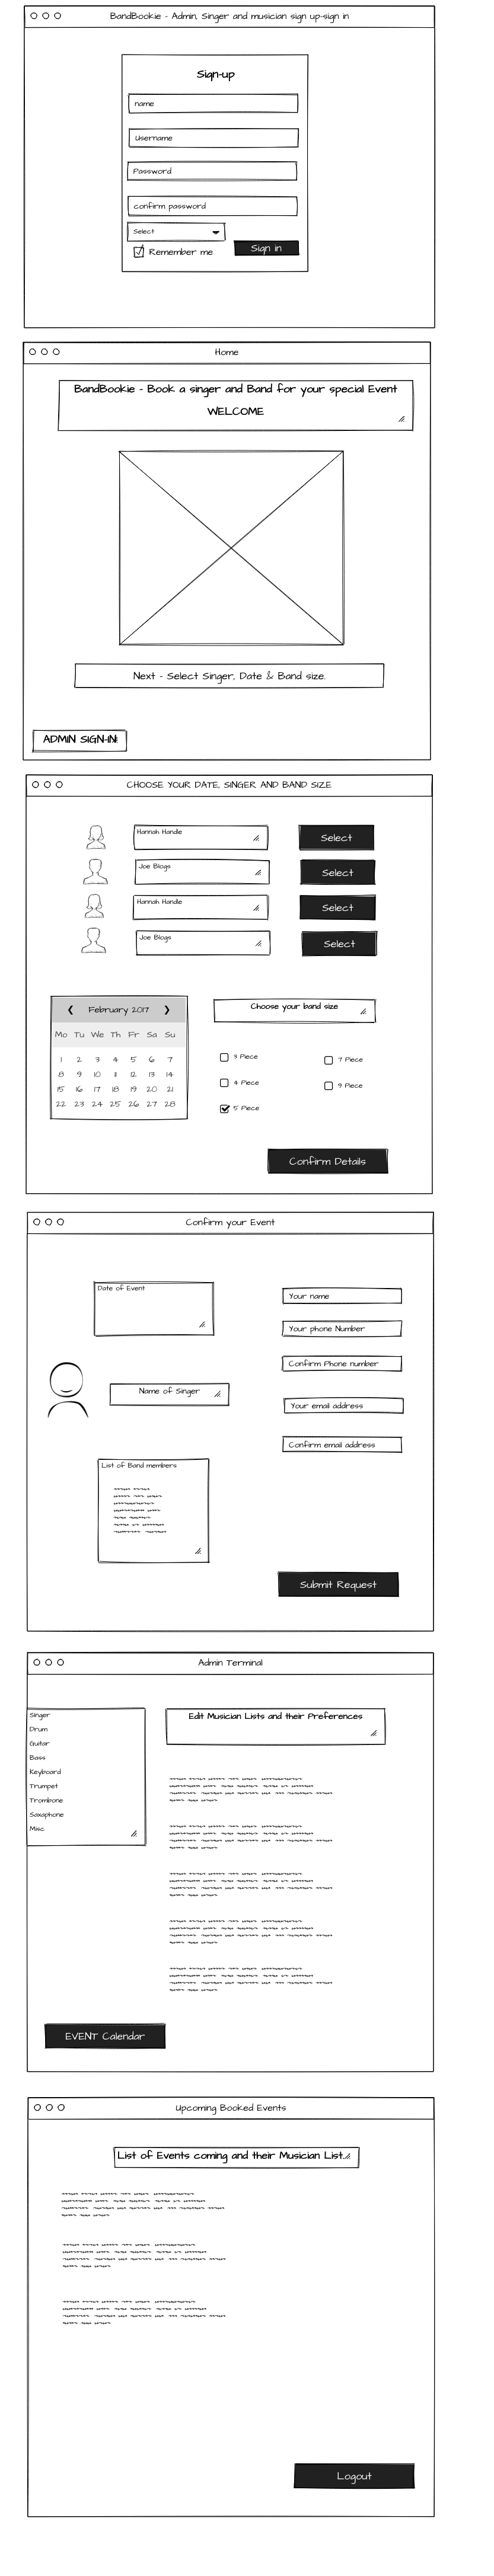 BandBookie - Admin, Singer and musician sign up-sign in
Sign-up
name
Username
Password
confirm password
Select
Remember me
Sign in
Home
BandBookie - Book a singer and Band for your special Event
WELCOME
Next - Select Singer, Date & Band size.
ADMIN SIGN-IN:
CHOOSE YOUR DATE, SINGER AND BAND SIZE
Hannah Handle
Select
Joe Blogs
Select
Hannah Handle
Select
Joe Blogs
Select
February 2017
Mo Tu We Th Fr Sa Su
1 2 3 4 5 6 7
8 9 10 11 12 13 14
15 16 17 18 19 20 21
22 23 24 25 26 27 28
Choose your band size
3 Piece
7 Piece
4 Piece
9 Piece
5 Piece
Confirm Details
Confirm your Event
Date of Event
Name of Singer
List of Band members
Your name
Your phone Number
Confirm Phone number
Your email address
Confirm email address
Submit Request
Admin Terminal
Singer
Drum
Guitar
Bass
Keyboard
Trumpet
Trombone
Saxaphone
Misc
Edit Musician Lists and their Preferences
EVENT Calendar
Upcoming Booked Events
List of Events coming and their Musician List.
Logout